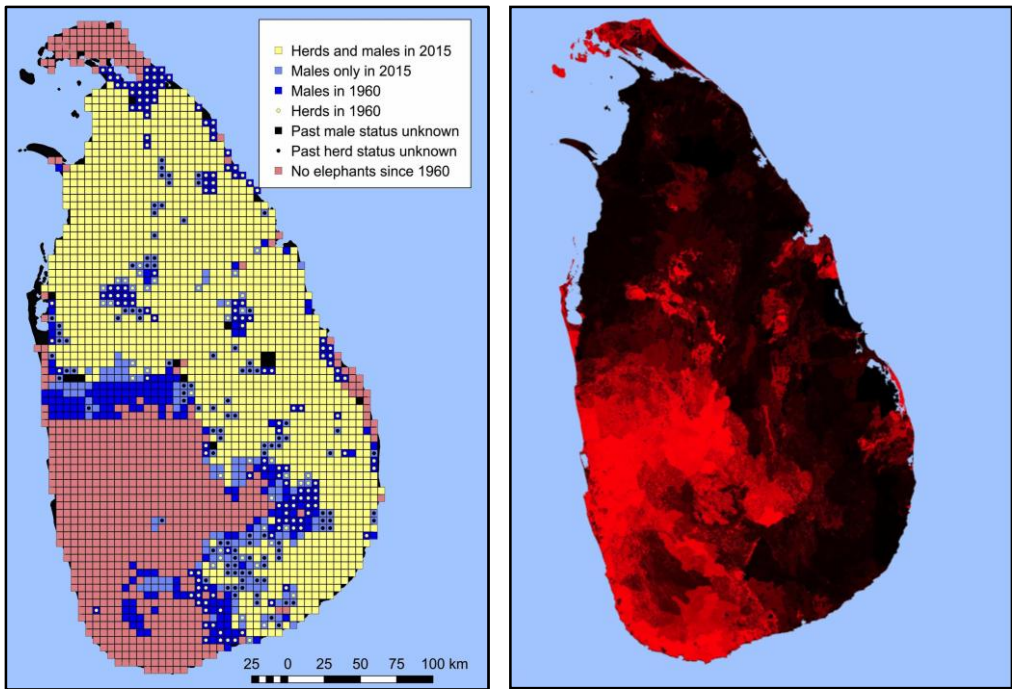 Herds and males in 2015
Males only in 2015
Males in 1960
Herds in 1960
Past male status unknown
Past herd status unknown
No elephants since 1960
25 0 25 50 75 100 km